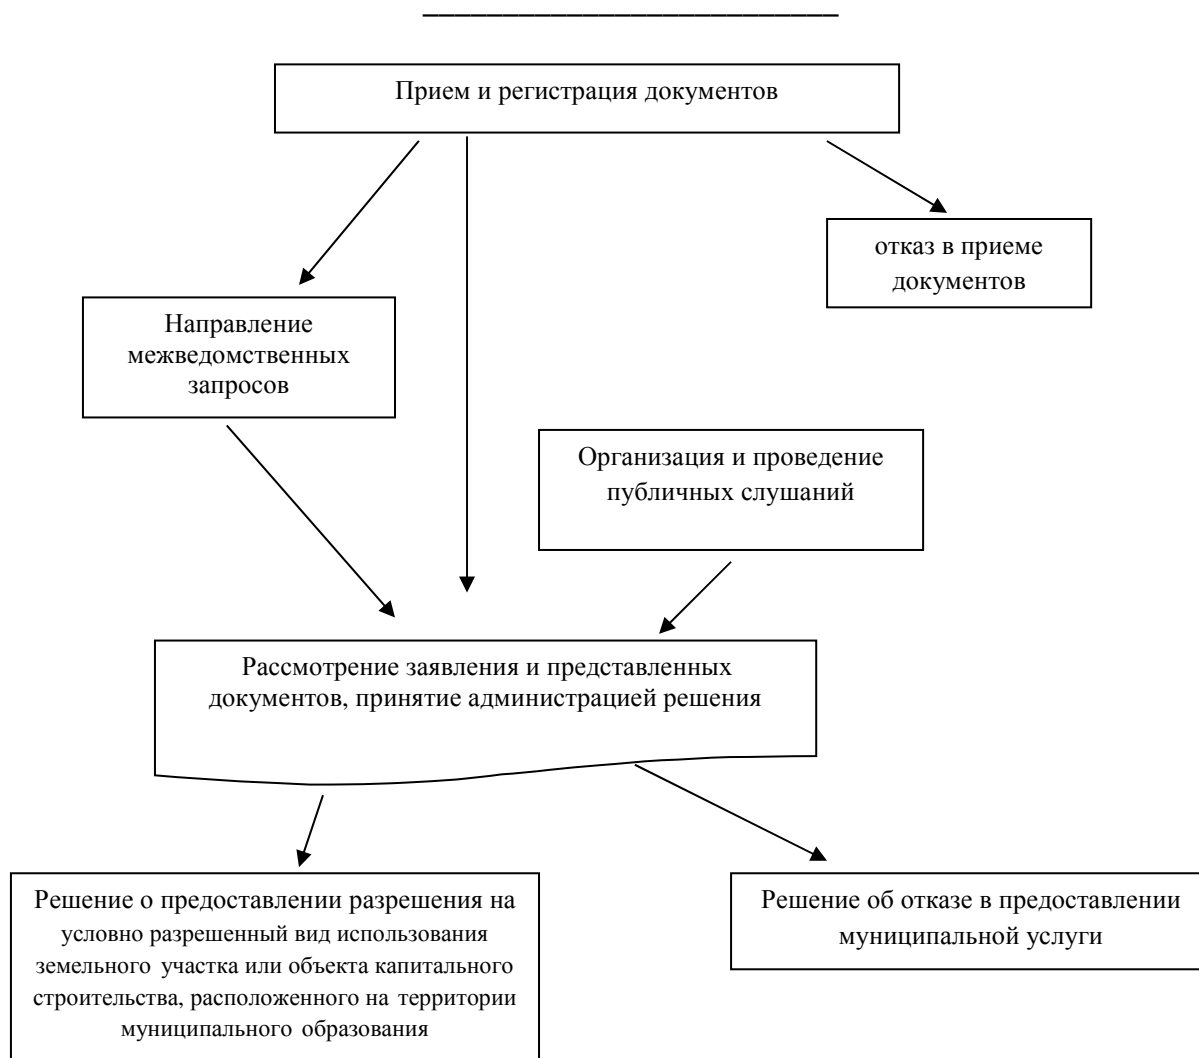 Прием и регистрация документов
отказ в приеме
документов
Направление
межведомственных
запросов
Организация и проведение
публичных слушаний
Рассмотрение заявления и представленных
документов, принятие администрацией решения
Решение о предоставлении разрешения на
условно разрешенный вид использования
земельного участка или объекта капитального
строительства, расположенного на территории
муниципального образования
Решение об отказе в предоставлении
муниципальной услуги